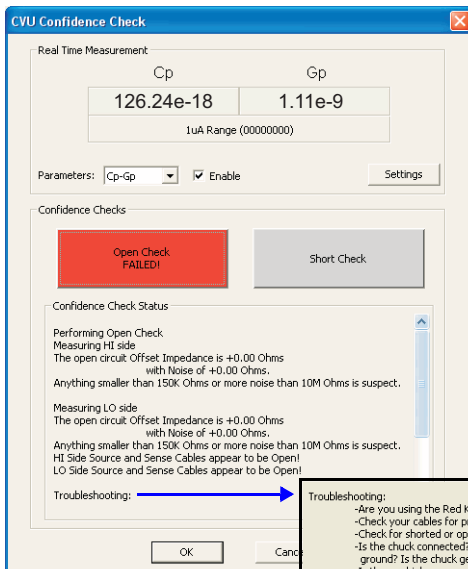 CVU Confidence Check
Real Time Measurement
Cp Gp
126.24e-18 1.11e-9
1uA Range (00000000)
Parameters: Cp-Gp Enable Settings
Confidence Checks
Open Check
FAILED!
Short Check
Confidence Check Status
Performing Open Check
Measuring HI side
The open circuit Offset Impedance is +0.00 Ohms
with Noise of +0.00 Ohms.
Anything smaller than 150K Ohms or more noise than 10M Ohms is suspect.
Measuring LO side
The open circuit Offset Impedance is +0.00 Ohms
with Noise of +0.00 Ohms.
Anything smaller than 150K Ohms or more noise than 10M Ohms is suspect.
HI Side Source and Sense Cables appear to be Open!
LO Side Source and Sense Cables appear to be Open!
Troubleshooting:
Troubleshooting:
-Are you using the Red K
-Check your cables for p
-Check for shorted or op
-Is the chuck connected?
ground? Is the chuck ge
OK Canc